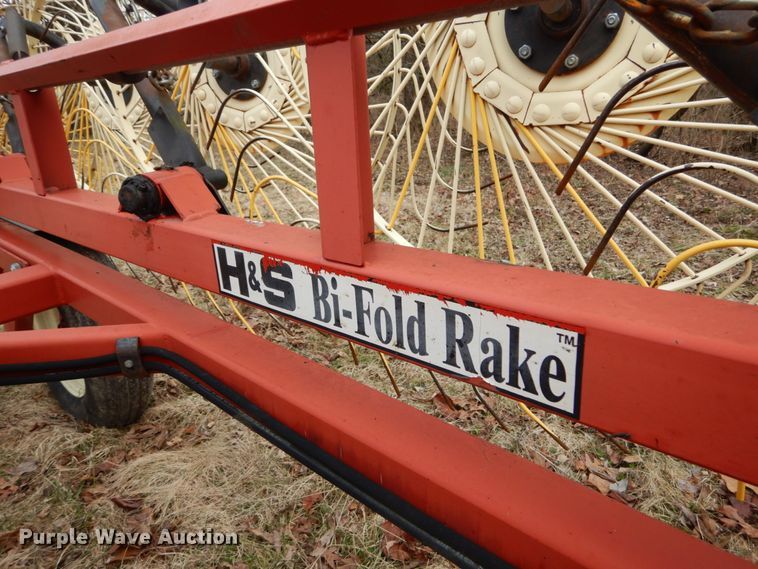 H&S Bi-Fold Rake™
Purple Wave Auction